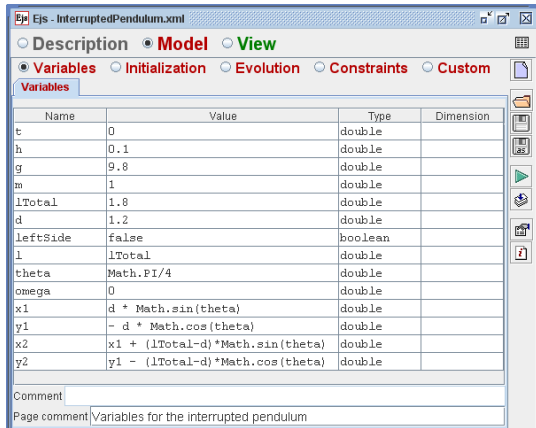 Ejs Ejs - InterruptedPendulum.xml
Description Model View
Variables Initialization Evolution Constraints Custom
Variables
Name Value Type Dimension
t 0 double
h 0.1 double
g 9.8 double
m 1 double
lTotal 1.8 double
d 1.2 double
leftSide false boolean
l lTotal double
theta Math.PI/4 double
omega 0 double
x1 d * Math.sin(theta) double
y1 - d * Math.cos(theta) double
x2 x1 + (lTotal-d)*Math.sin(theta) double
y2 y1 - (lTotal-d)*Math.cos(theta) double
Comment
Page comment Variables for the interrupted pendulum
as
i